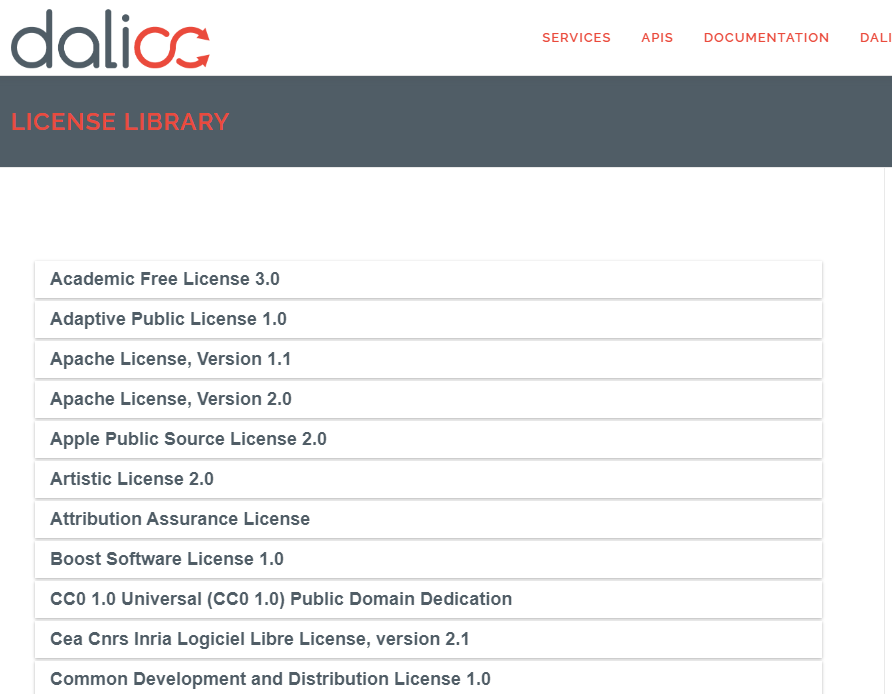 dalicc
SERVICES APIS DOCUMENTATION DALI
LICENSE LIBRARY
Academic Free License 3.0
Adaptive Public License 1.0
Apache License, Version 1.1
Apache License, Version 2.0
Apple Public Source License 2.0
Artistic License 2.0
Attribution Assurance License
Boost Software License 1.0
CC0 1.0 Universal (CC0 1.0) Public Domain Dedication
Cea Cnrs Inria Logiciel Libre License, version 2.1
Common Development and Distribution License 1.0